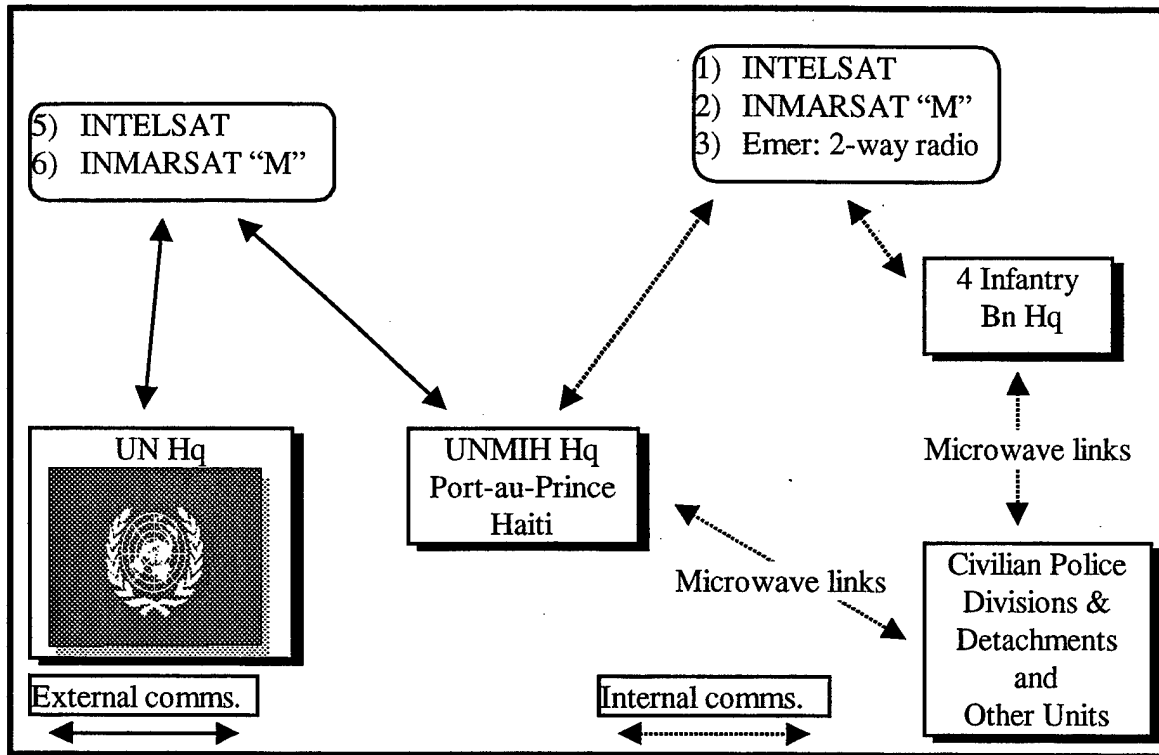 5) INTELSAT
6) INMARSAT “M”
1) INTELSAT
2) INMARSAT “M”
3) Emer: 2-way radio
4 Infantry
Bn Hq
UN Hq
UNMIH Hq
Port-au-Prince
Haiti
Microwave links
Microwave links
Civilian Police
Divisions &
Detachments
and
Other Units
External comms.
Internal comms.